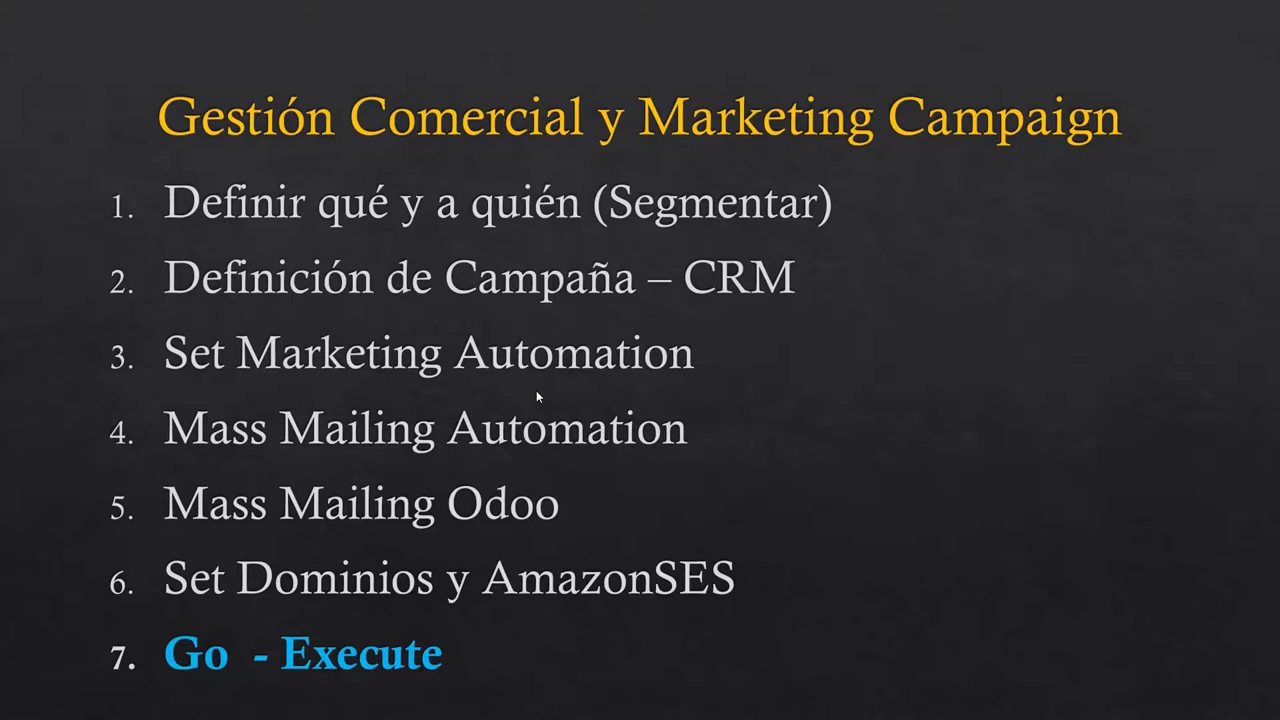 Gestión Comercial y Marketing Campaign
1. Definir qué y a quién (Segmentar)
2. Definición de Campaña – CRM
3. Set Marketing Automation
4. Mass Mailing Automation
5. Mass Mailing Odoo
6. Set Dominios y AmazonSES
7. Go - Execute